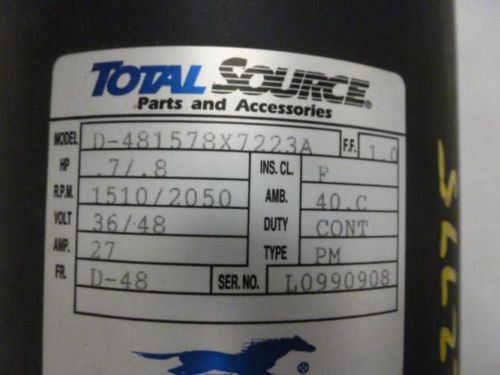 TOTAL SOURCE®
Parts and Accessories
MODEL D-481578X7223A F.F. 1.0
HP .7/.8 INS. CL. F
R.P.M. 1510/2050 AMB. 40.C
VOLT 36/48 DUTY CONT
AMP. 27 TYPE PM
FR. D-48 SER. NO. L0990908
®